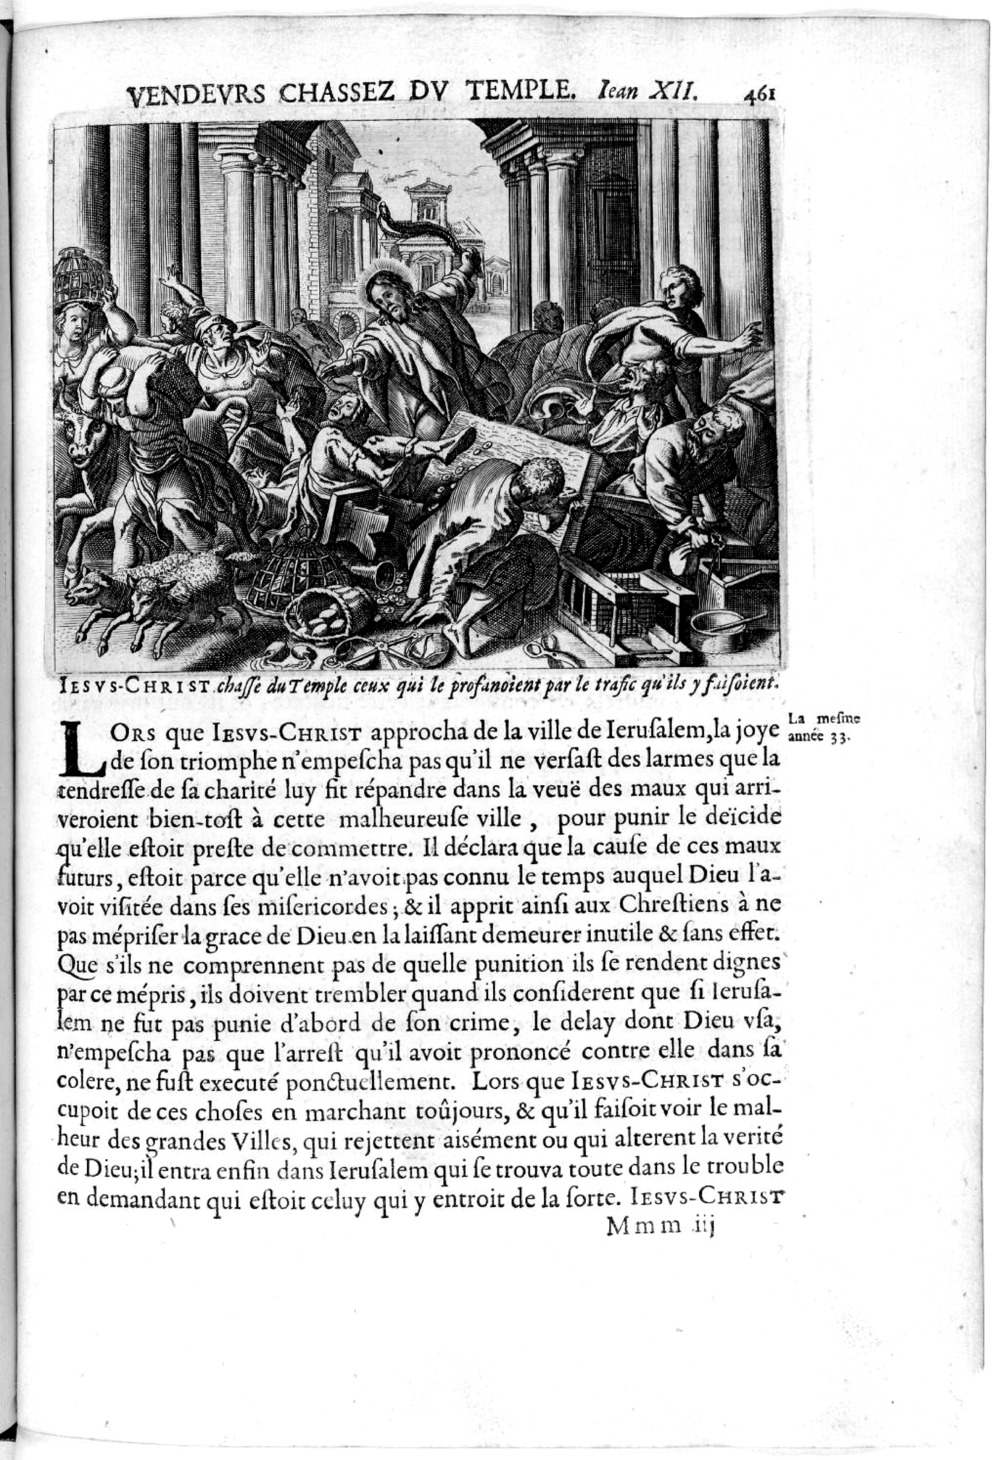 VENDEVRS CHASSEZ DV TEMPLE. Iean XII. 461
IESVS-CHRIST chaſſe du Temple ceux qui le profanoient par le trafic qu'ils y faiſoient.
LORS que IESVS-CHRIST approcha de la ville de Ieruſalem, la joye
La meſme
année 33.
de ſon triomphe n'empeſcha pas qu'il ne verſaſt des larmes que la
tendreſſe de ſa charité luy fit répandre dans la veuë des maux qui arri-
veroient bien-toſt à cette malheureuſe ville, pour punir le deïcide
qu'elle eſtoit preſte de commettre. Il déclara que la cauſe de ces maux
futurs, eſtoit parce qu'elle n'avoit pas connu le temps auquel Dieu l'a-
voit viſitée dans ſes miſericordes; & il apprit ainſi aux Chreſtiens à ne
pas mépriſer la grace de Dieu en la laiſſant demeurer inutile & ſans effet.
Que s'ils ne comprennent pas de quelle punition ils ſe rendent dignes
par ce mépris, ils doivent trembler quand ils conſiderent que ſi Ieruſa-
lem ne fut pas punie d'abord de ſon crime, le delay dont Dieu vſa,
n'empeſcha pas que l'arreſt qu'il avoit prononcé contre elle dans ſa
colere, ne fuſt executé ponctuellement. Lors que IESVS-CHRIST s'oc-
cupoit de ces choſes en marchant toûjours, & qu'il faiſoit voir le mal-
heur des grandes Villes, qui rejettent aiſément ou qui alterent la verité
de Dieu; il entra enfin dans Ieruſalem qui ſe trouva toute dans le trouble
en demandant qui eſtoit celuy qui y entroit de la ſorte. IESVS-CHRIST
Mmm iij